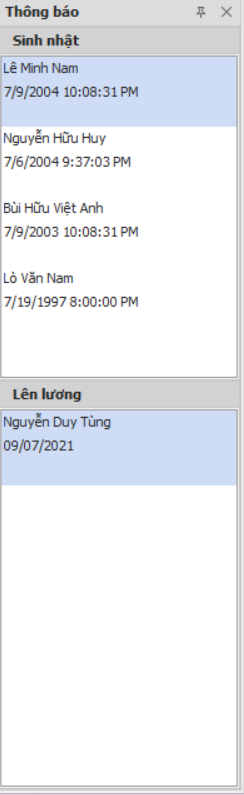 Thông báo
Sinh nhật
Lê Minh Nam
7/9/2004 10:08:31 PM
Nguyễn Hữu Huy
7/6/2004 9:37:03 PM
Bùi Hữu Việt Anh
7/9/2003 10:08:31 PM
Lò Văn Nam
7/19/1997 8:00:00 PM
Lên lương
Nguyễn Duy Tùng
09/07/2021